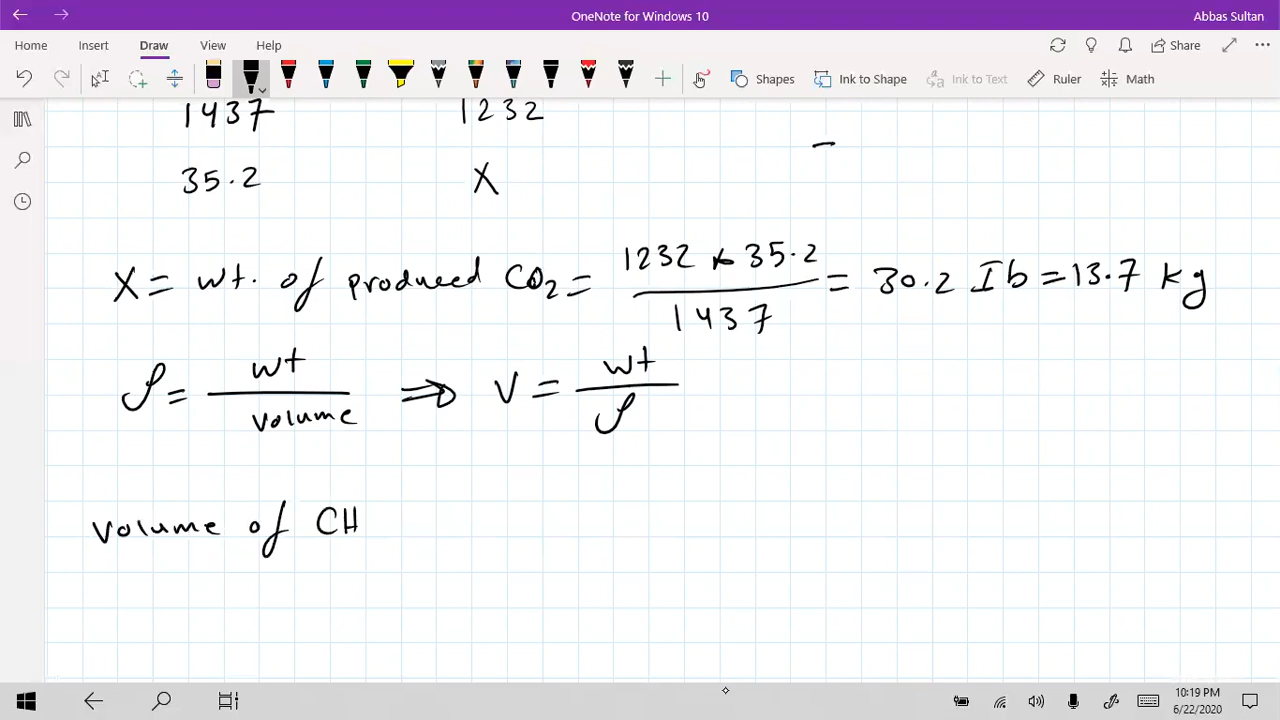 OneNote for Windows 10
Abbas Sultan
Home Insert Draw View Help
Share
Shapes Ink to Shape Ink to Text Ruler Math
1437 1232
35.2 X
X = wt. of produced CO₂ = 1232 × 35.2 / 1437 = 30.2 Ib = 13.7 kg
ρ = wt / volume ⇒ V = wt / ρ
volume of CH
10:19 PM
6/22/2020